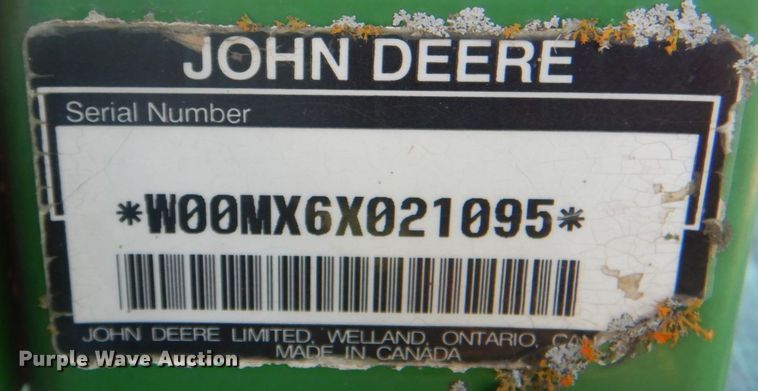 JOHN DEERE
Serial Number
*W00MX6X021095*
JOHN DEERE LIMITED, WELLAND, ONTARIO,
MADE IN CANADA
Purple Wave Auction